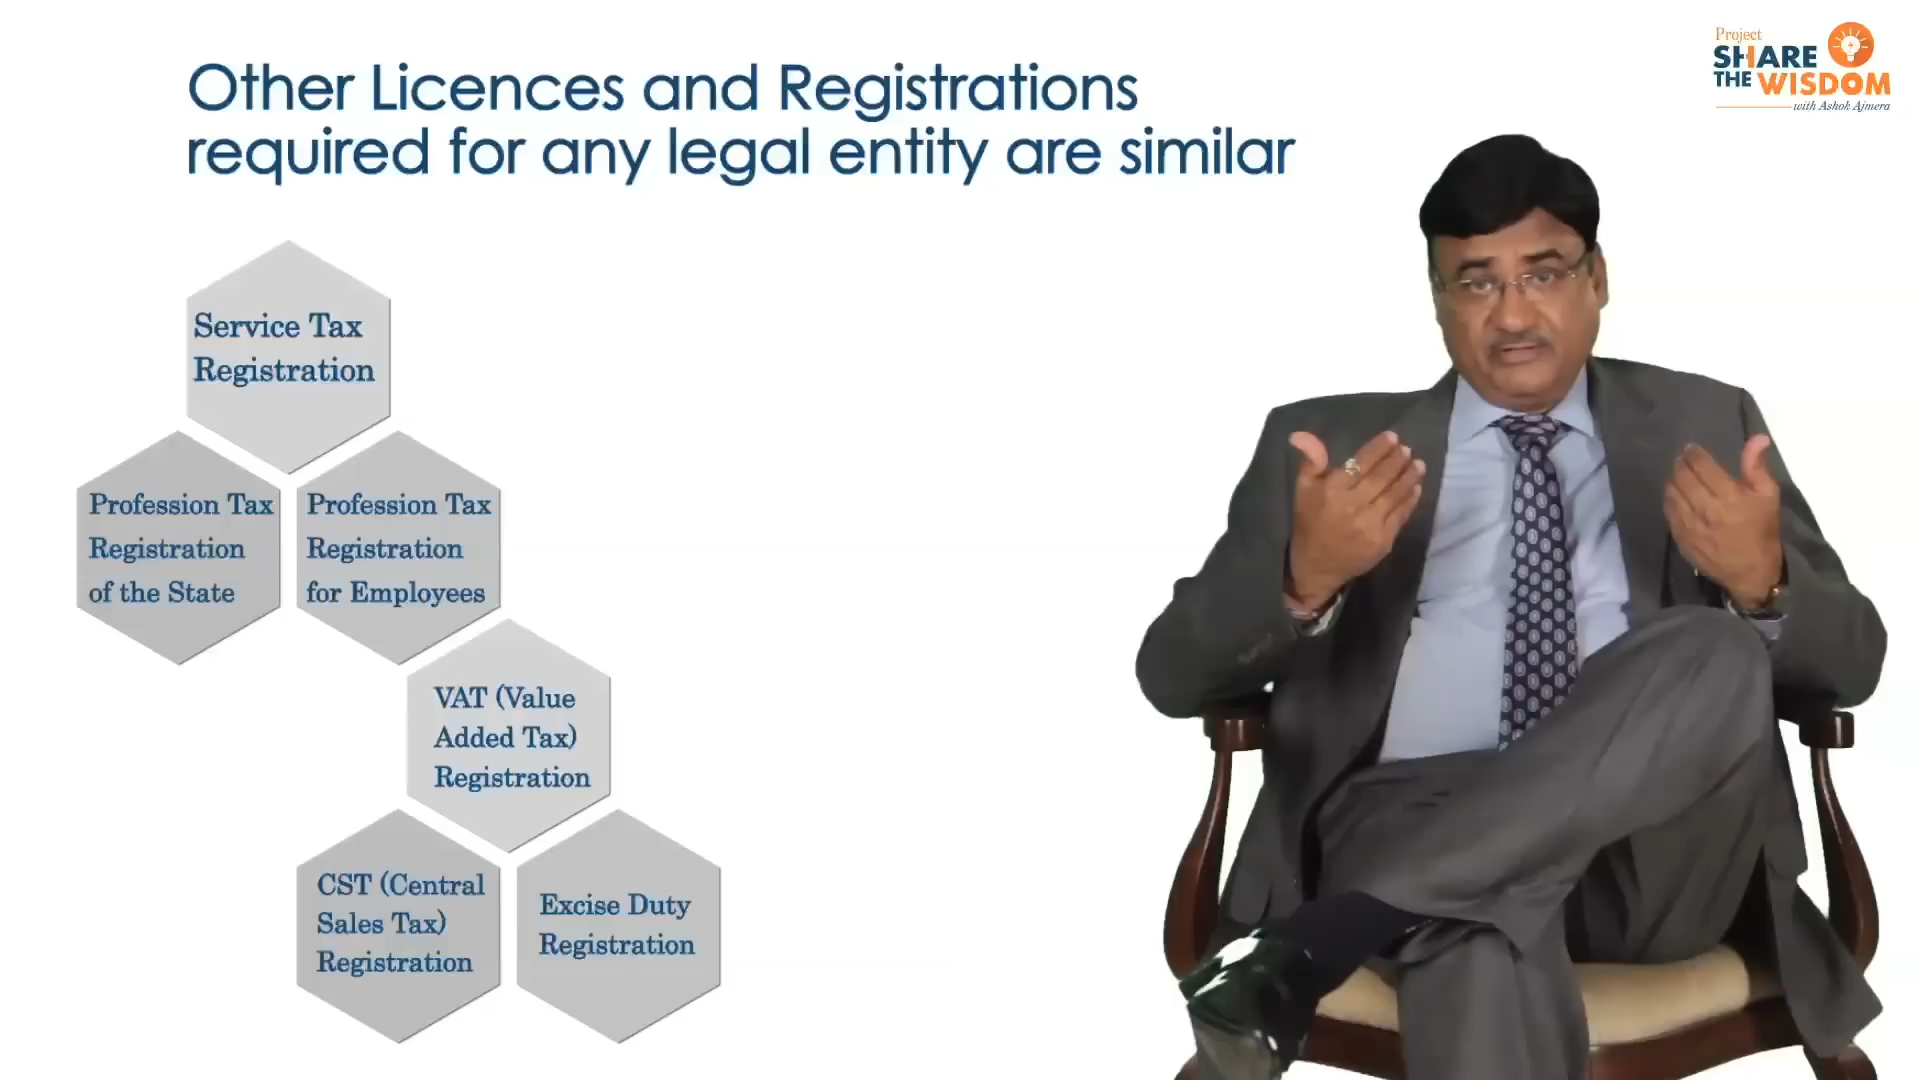 Project
SHARE
THE WISDOM
with Ashok Ajmera
Other Licences and Registrations
required for any legal entity are similar
Service Tax
Registration
Profession Tax
Registration
of the State
Profession Tax
Registration
for Employees
VAT (Value
Added Tax)
Registration
CST (Central
Sales Tax)
Registration
Excise Duty
Registration